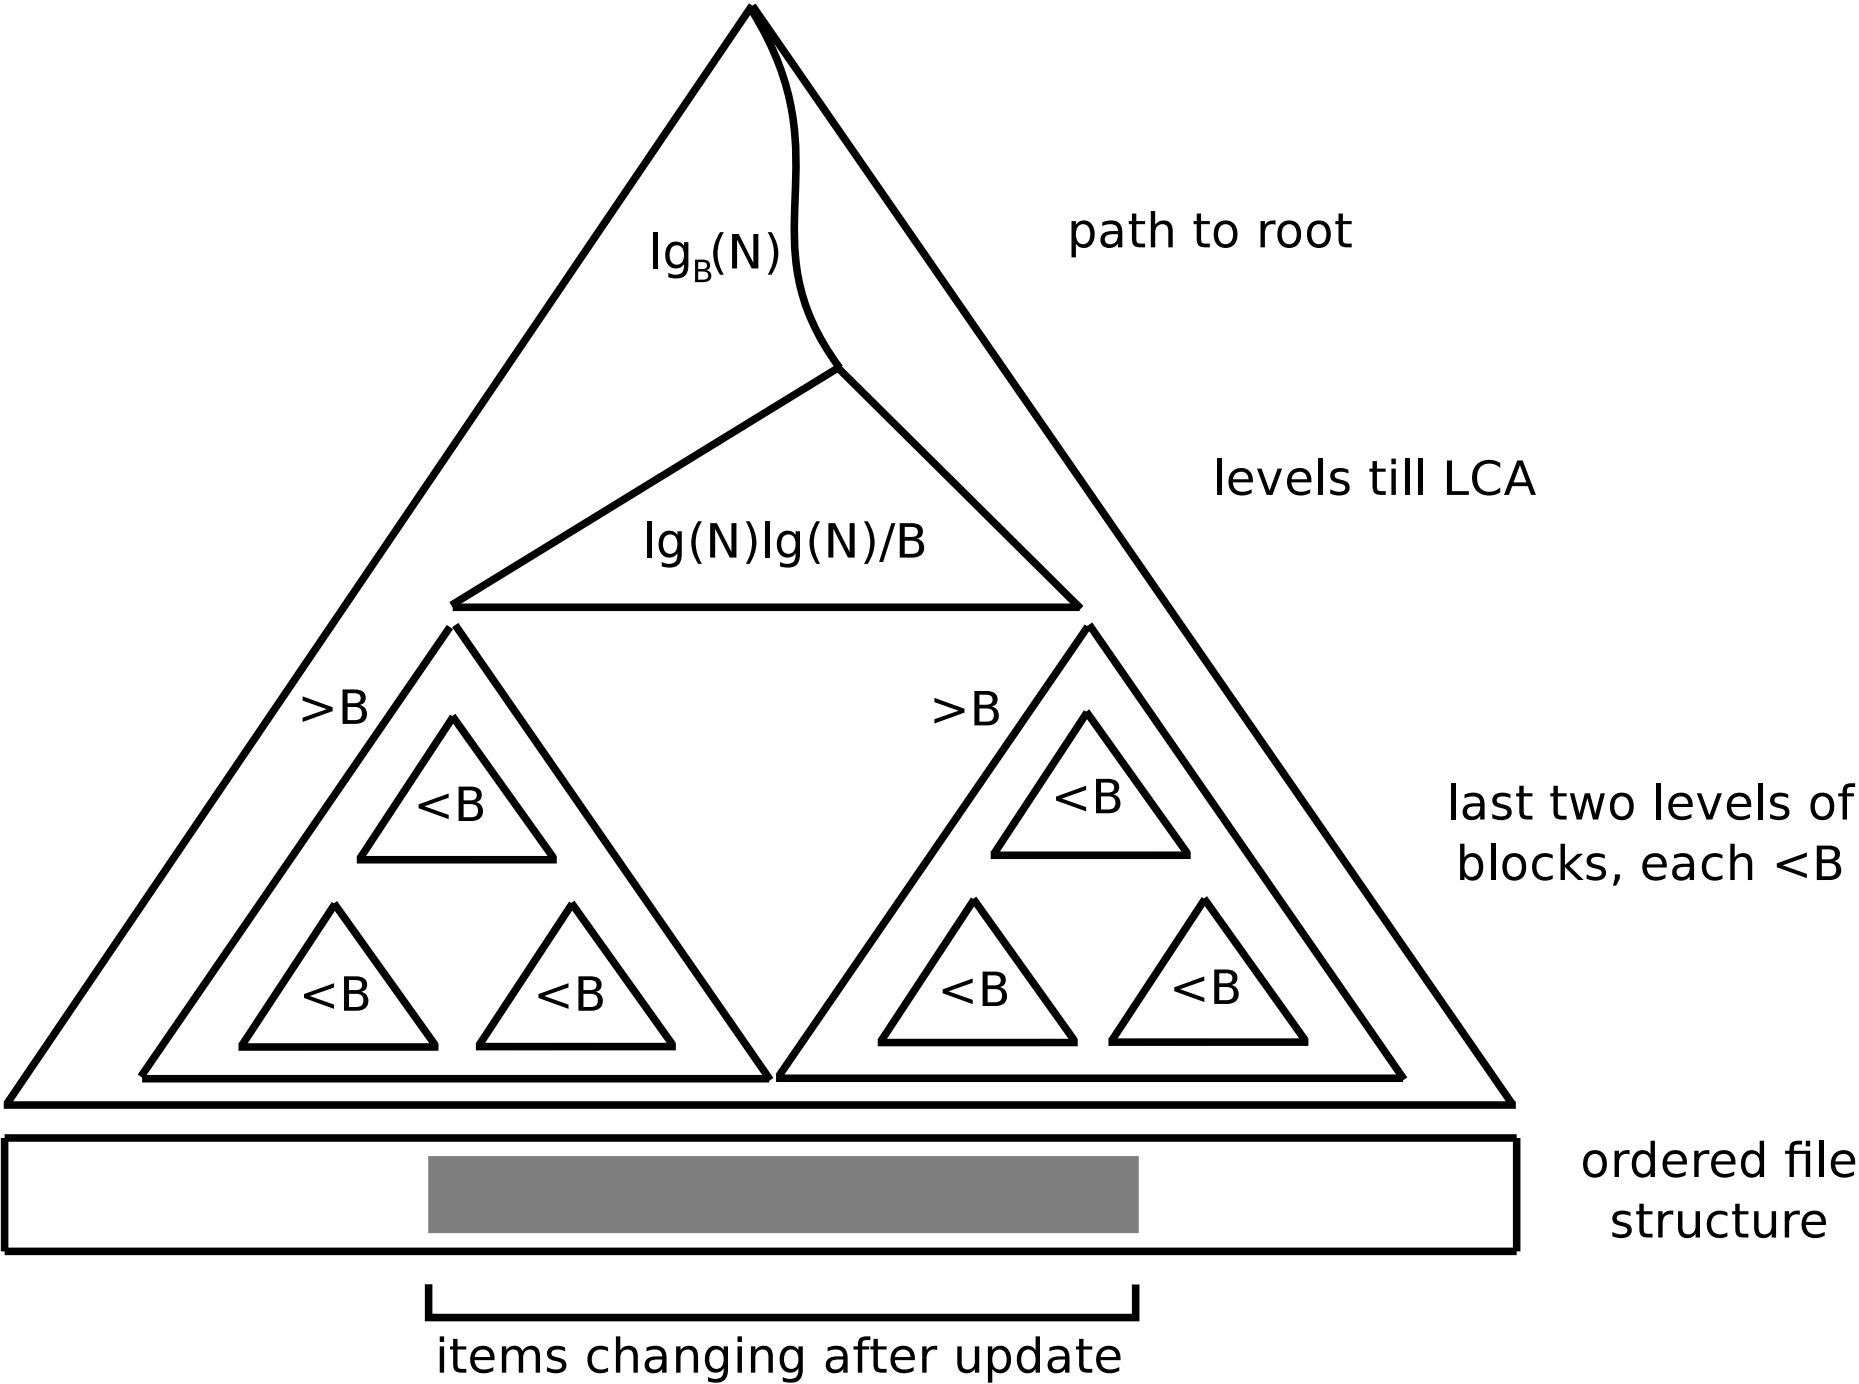 path to root
lg_B(N)
levels till LCA
lg(N)lg(N)/B
>B
>B
<B
<B
last two levels of
blocks, each <B
<B
<B
<B
<B
ordered file
structure
items changing after update